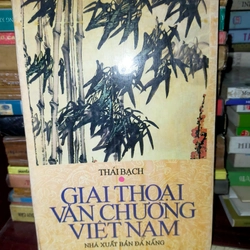 THÁI BẠCH
GIAI THOẠI
VĂN CHƯƠNG
VIỆT NAM
NHÀ XUẤT BẢN ĐÀ NẴNG